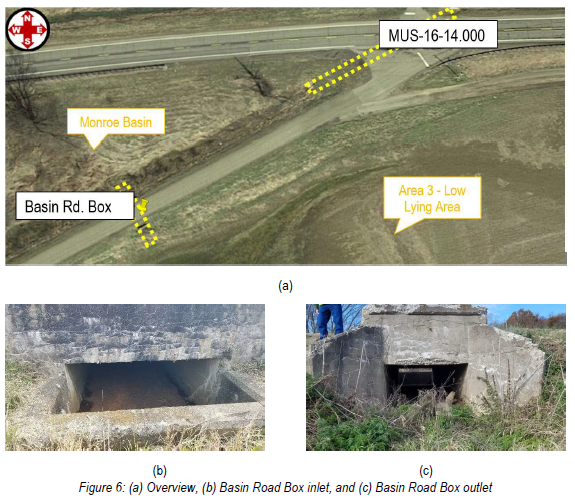 N
W E
S
MUS-16-14.000
Monroe Basin
Basin Rd. Box
Area 3 - Low
Lying Area
(a)
(b)
(c)
Figure 6: (a) Overview, (b) Basin Road Box inlet, and (c) Basin Road Box outlet